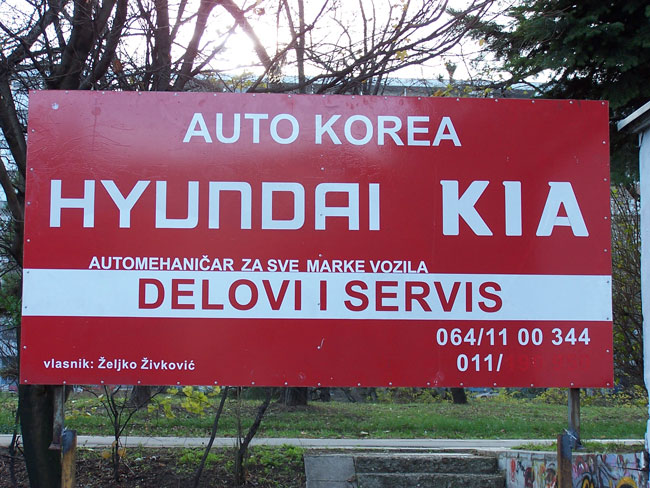 AUTO KOREA
HYUNDAI KIA
AUTOMEHANIČAR ZA SVE MARKE VOZILA
DELOVI I SERVIS
064/11 00 344
011/
vlasnik: Željko Živković